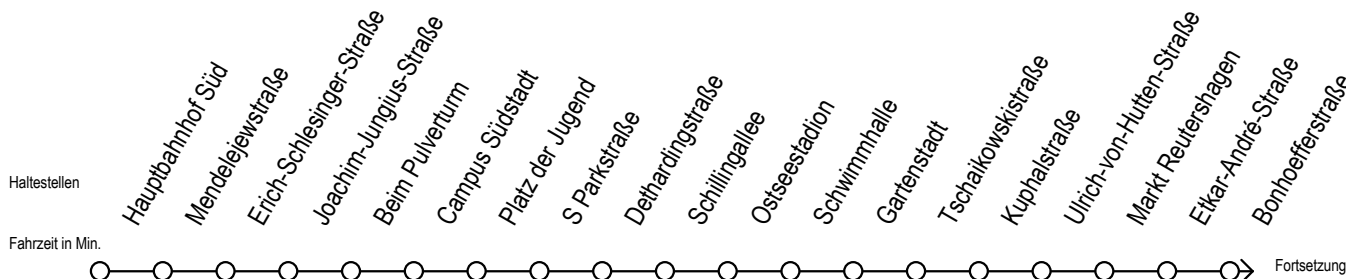 Haltestellen
Hauptbahnhof Süd
Mendelejewstraße
Erich-Schlesinger-Straße
Joachim-Jungius-Straße
Beim Pulverturm
Campus Südstadt
Platz der Jugend
S Parkstraße
Dethardingstraße
Schillingallee
Ostseestadion
Schwimmhalle
Gartenstadt
Tschaikowskistraße
Kuphalstraße
Ulrich-von-Hutten-Straße
Markt Reutershagen
Etkar-André-Straße
Bonhoefferstraße
Fahrzeit in Min.
Fortsetzung